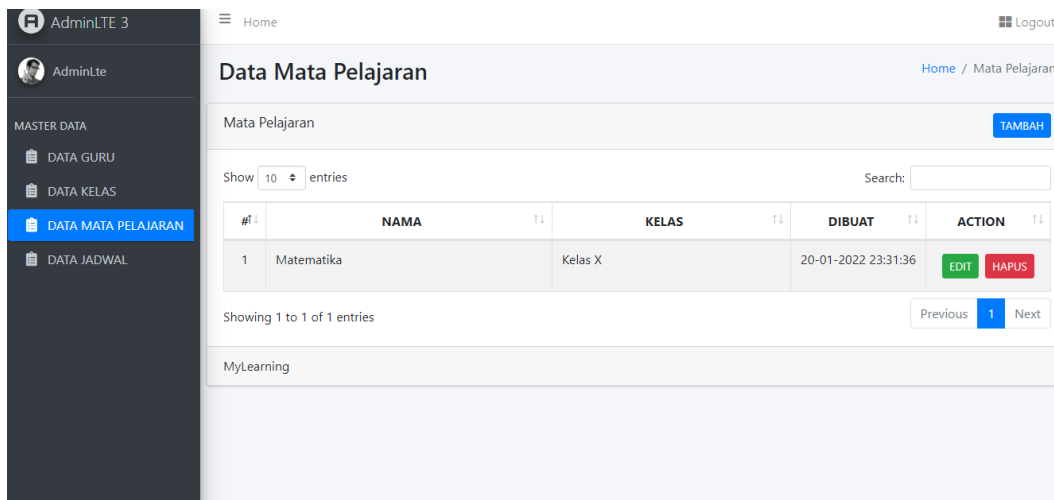 AdminLTE 3
Home
Logout
AdminLte
Data Mata Pelajaran
Home / Mata Pelajaran
MASTER DATA
DATA GURU
DATA KELAS
DATA MATA PELAJARAN
DATA JADWAL
Mata Pelajaran
TAMBAH
Show 10 entries
Search:
# NAMA KELAS DIBUAT ACTION
1 Matematika Kelas X 20-01-2022 23:31:36 EDIT HAPUS
Showing 1 to 1 of 1 entries
Previous 1 Next
MyLearning